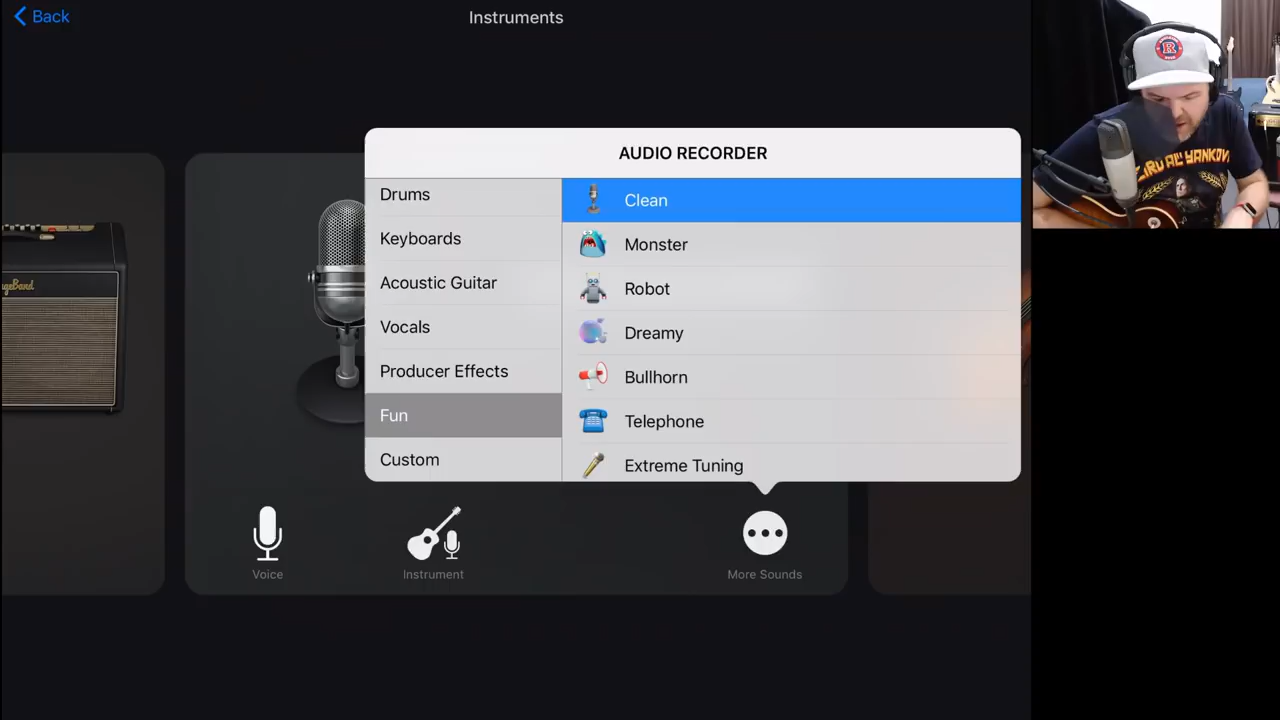 Back
Instruments
AUDIO RECORDER
Drums
Keyboards
Acoustic Guitar
Vocals
Producer Effects
Fun
Custom
Clean
Monster
Robot
Dreamy
Bullhorn
Telephone
Extreme Tuning
Voice
Instrument
More Sounds
R